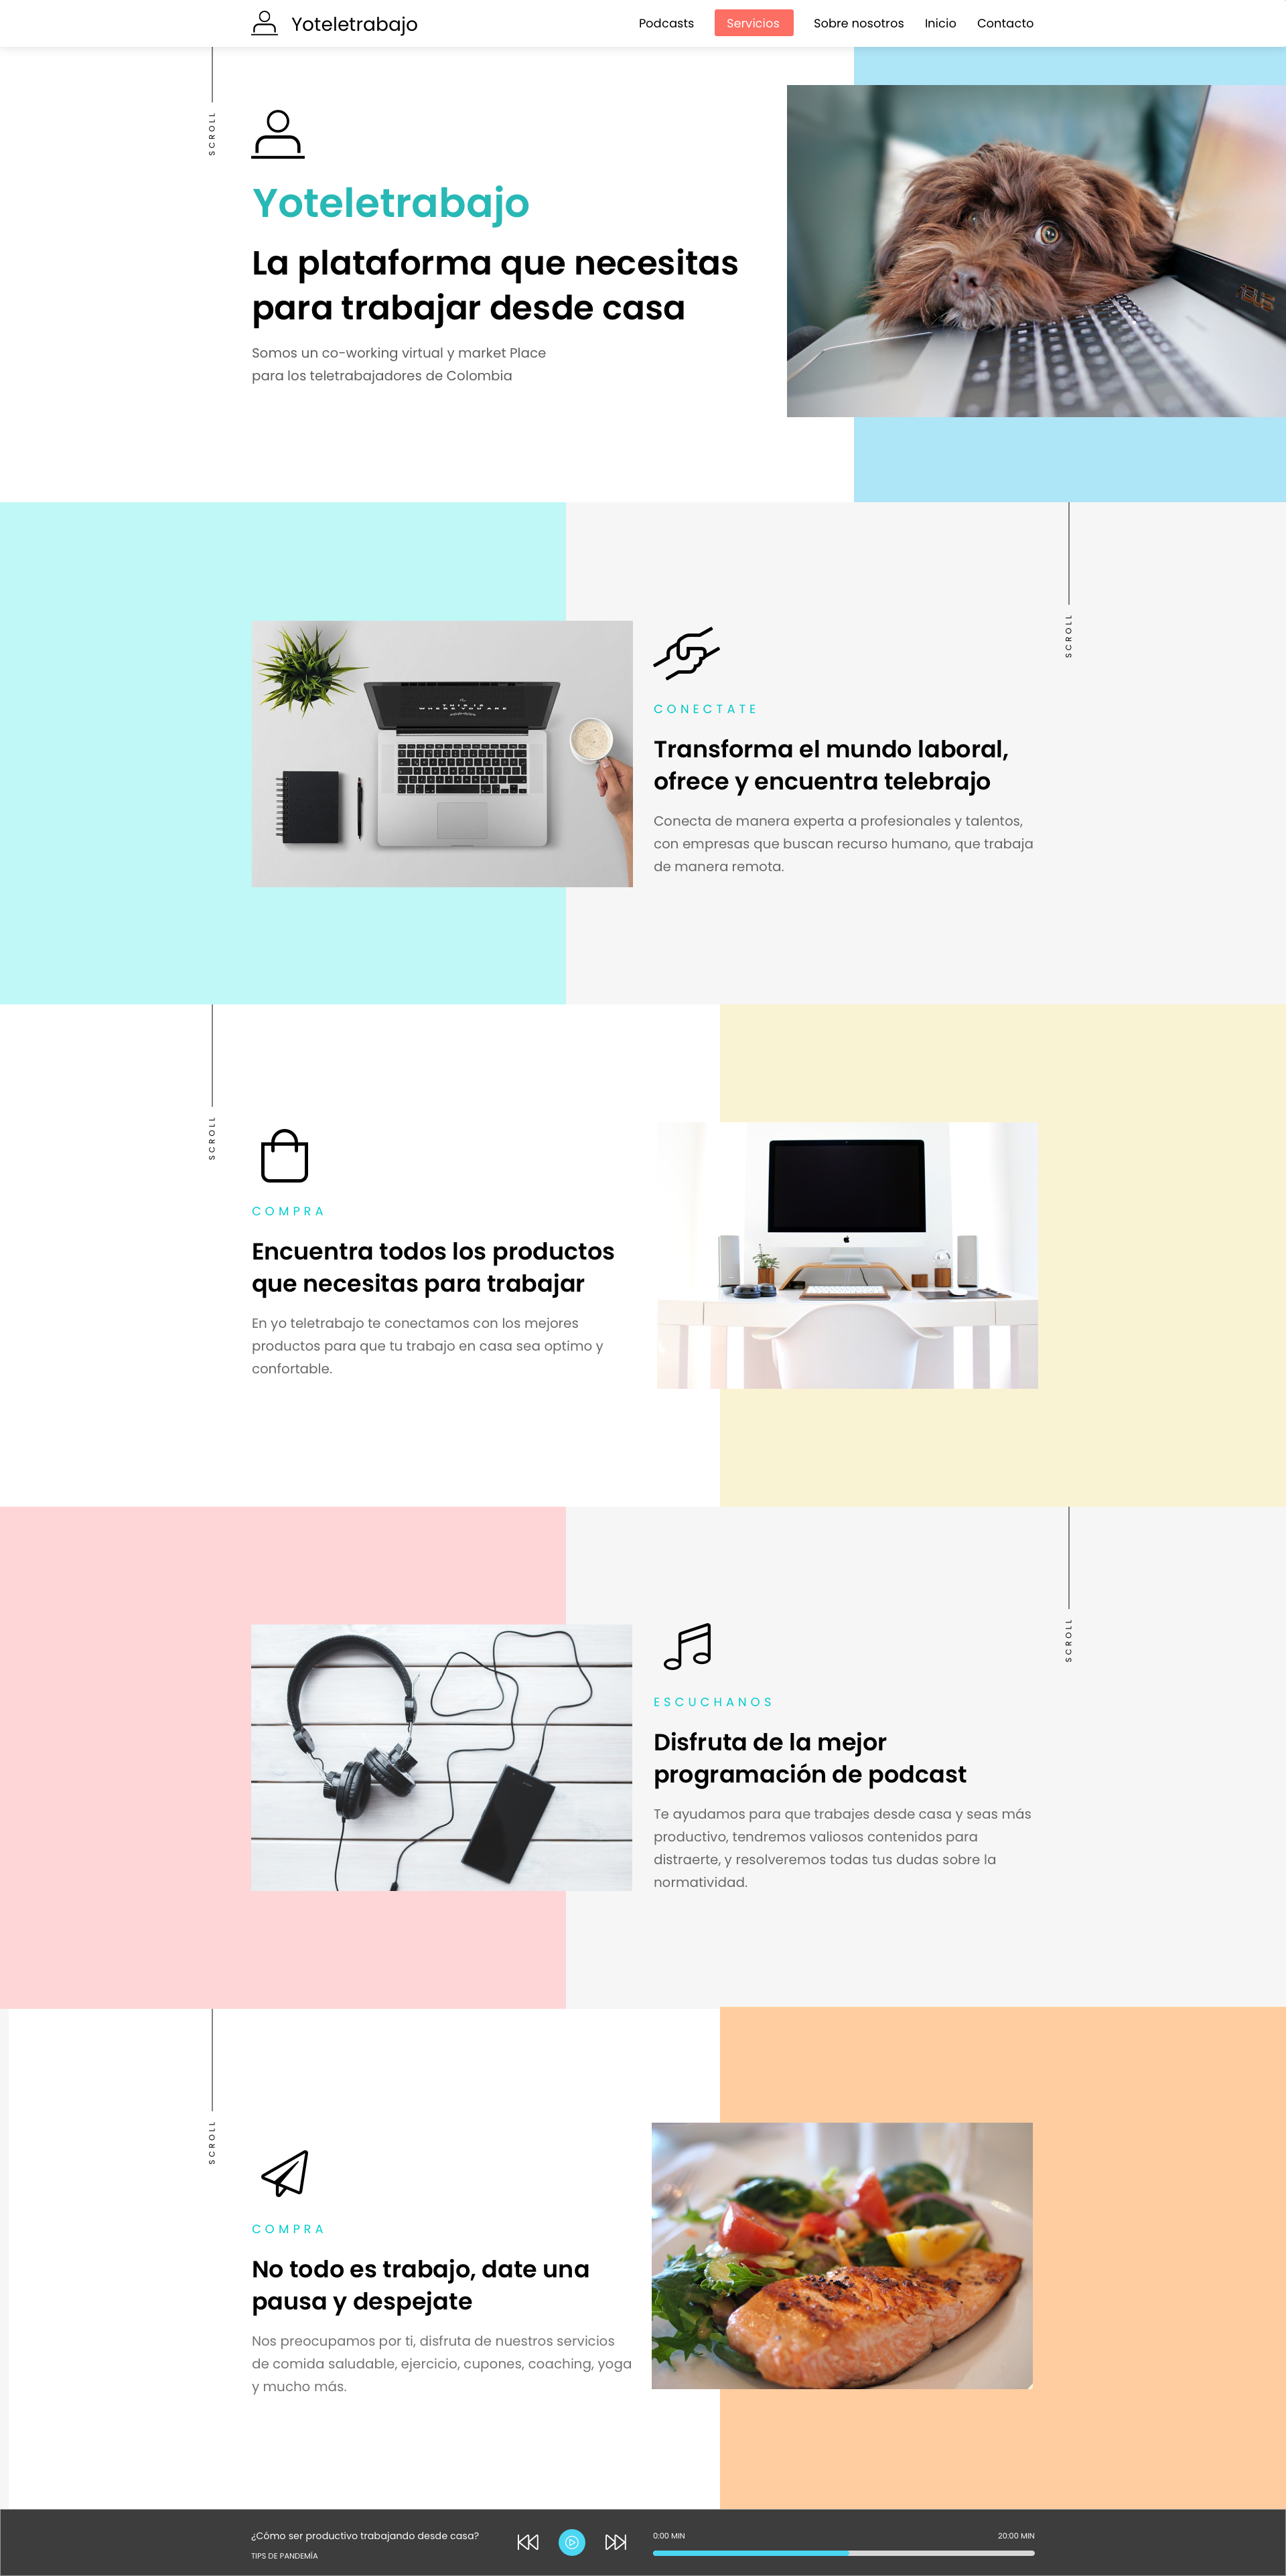 Yoteletrabajo
Podcasts
Servicios
Sobre nosotros
Inicio
Contacto
SCROLL
Yoteletrabajo
La plataforma que necesitas
para trabajar desde casa
Somos un co-working virtual y market Place
para los teletrabajadores de Colombia
ASUS
SCROLL
THIS IS
WHERE YOU ARE
CONECTATE
Transforma el mundo laboral,
ofrece y encuentra telebrajo
Conecta de manera experta a profesionales y talentos,
con empresas que buscan recurso humano, que trabaja
de manera remota.
SCROLL
COMPRA
Encuentra todos los productos
que necesitas para trabajar
En yo teletrabajo te conectamos con los mejores
productos para que tu trabajo en casa sea optimo y
confortable.
SCROLL
ESCUCHANOS
Disfruta de la mejor
programación de podcast
Te ayudamos para que trabajes desde casa y seas más
productivo, tendremos valiosos contenidos para
distraerte, y resolveremos todas tus dudas sobre la
normatividad.
SCROLL
COMPRA
No todo es trabajo, date una
pausa y despejate
Nos preocupamos por ti, disfruta de nuestros servicios
de comida saludable, ejercicio, cupones, coaching, yoga
y mucho más.
¿Cómo ser productivo trabajando desde casa?
TIPS DE PANDEMÍA
0:00 MIN
20:00 MIN